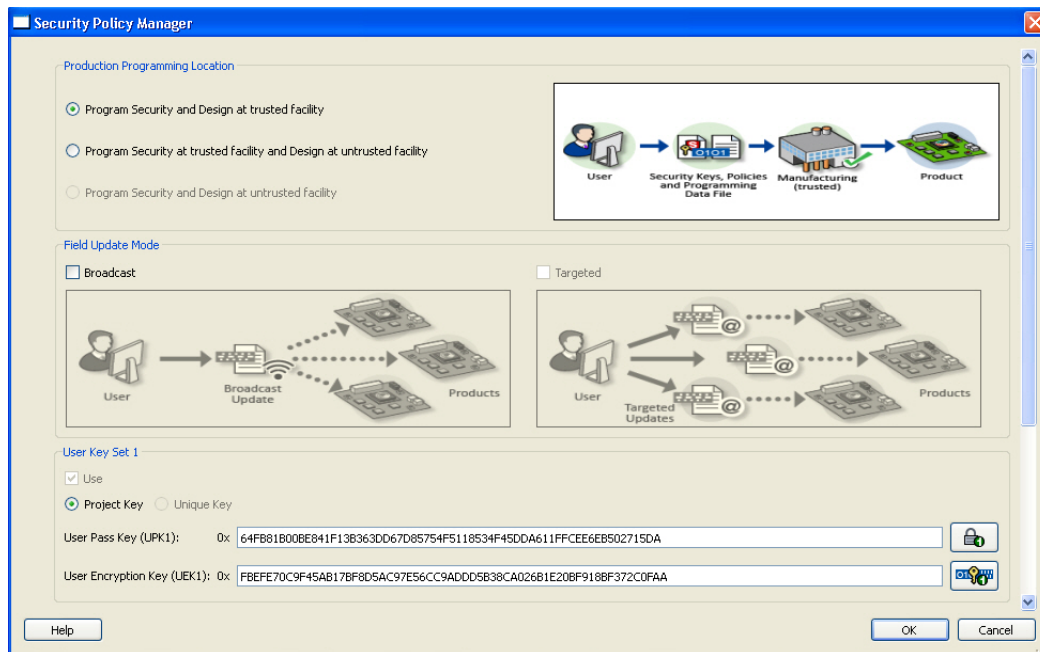 Security Policy Manager
Production Programming Location
Program Security and Design at trusted facility
Program Security at trusted facility and Design at untrusted facility
Program Security and Design at untrusted facility
0101
User
Security Keys, Policies
and Programming
Data File
Manufacturing
(trusted)
Product
Field Update Mode
Broadcast
Targeted
User
Broadcast
Update
Products
@
@
@
User
Targeted
Updates
Products
User Key Set 1
Use
Project Key
Unique Key
User Pass Key (UPK1): 0x 64FB81B00BE841F13B363DD67D85754F5118534F45DDA611FFCEE6EB502715DA
1
User Encryption Key (UEK1): 0x FBEFE70C9F45AB17BF8D5AC97E56CC9ADDD5B38CA026B1E20BF918BF372C0FAA
1
Help
OK
Cancel